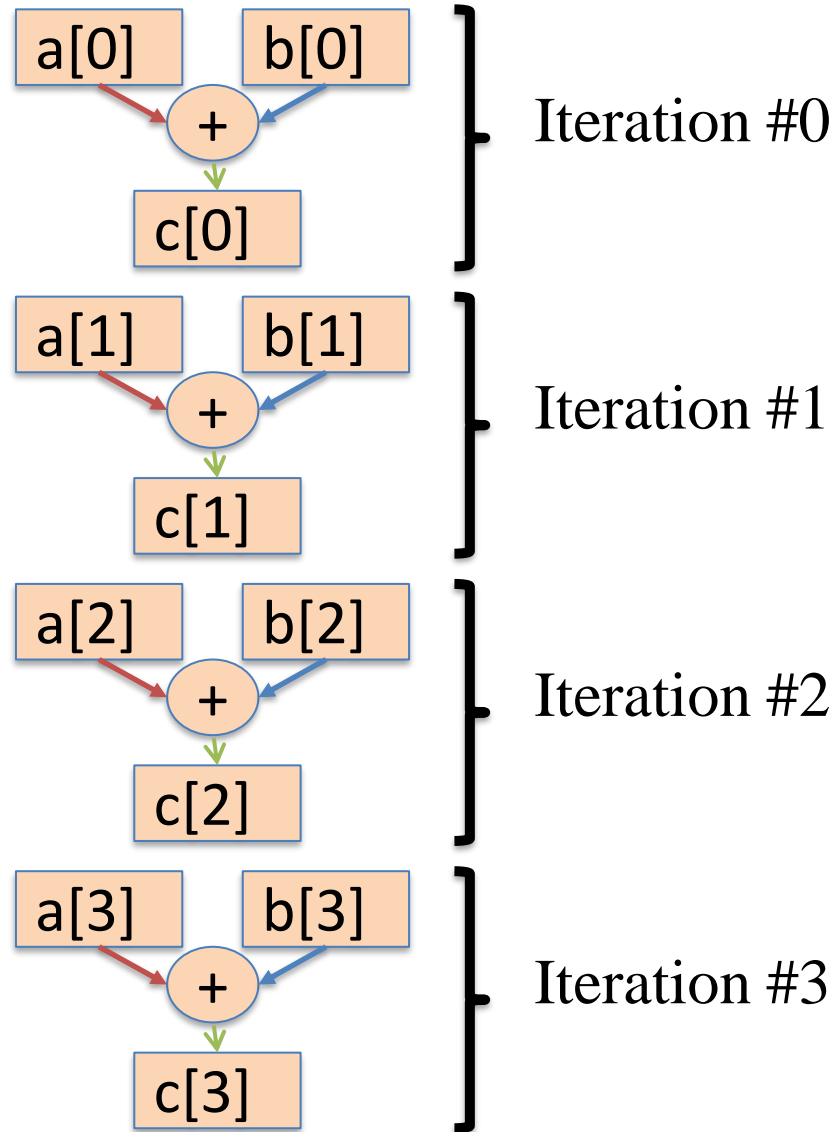 a[0] b[0]
+
Iteration #0
c[0]
a[1] b[1]
+
Iteration #1
c[1]
a[2] b[2]
+
Iteration #2
c[2]
a[3] b[3]
+
Iteration #3
c[3]